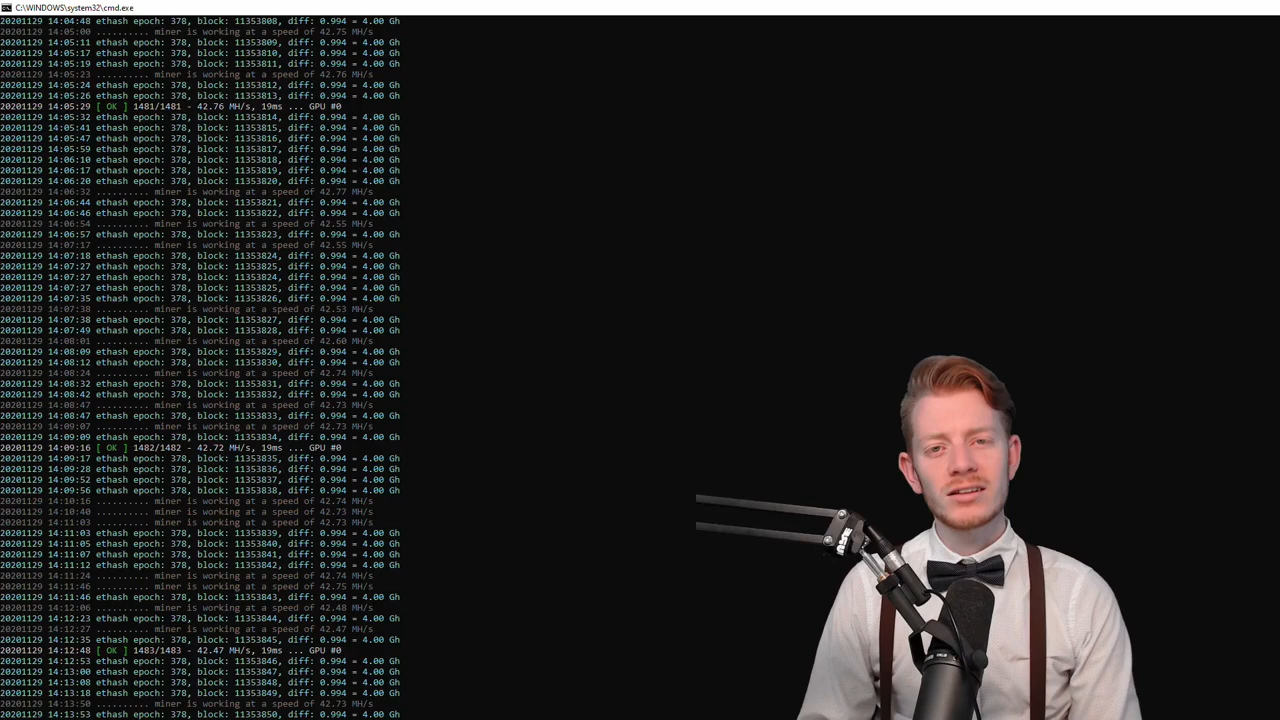 C:\WINDOWS\system32\cmd.exe
20201129 14:04:48 ethash epoch: 378, block: 11353808, diff: 0.994 = 4.00 Gh
20201129 14:05:00 .......... miner is working at a speed of 42.75 MH/s
20201129 14:05:11 ethash epoch: 378, block: 11353809, diff: 0.994 = 4.00 Gh
20201129 14:05:17 ethash epoch: 378, block: 11353810, diff: 0.994 = 4.00 Gh
20201129 14:05:19 ethash epoch: 378, block: 11353811, diff: 0.994 = 4.00 Gh
20201129 14:05:23 .......... miner is working at a speed of 42.76 MH/s
20201129 14:05:24 ethash epoch: 378, block: 11353812, diff: 0.994 = 4.00 Gh
20201129 14:05:26 ethash epoch: 378, block: 11353813, diff: 0.994 = 4.00 Gh
20201129 14:05:29 [ OK ] 1481/1481 - 42.76 MH/s, 19ms ... GPU #0
20201129 14:05:32 ethash epoch: 378, block: 11353814, diff: 0.994 = 4.00 Gh
20201129 14:05:41 ethash epoch: 378, block: 11353815, diff: 0.994 = 4.00 Gh
20201129 14:05:47 ethash epoch: 378, block: 11353816, diff: 0.994 = 4.00 Gh
20201129 14:05:59 ethash epoch: 378, block: 11353817, diff: 0.994 = 4.00 Gh
20201129 14:06:10 ethash epoch: 378, block: 11353818, diff: 0.994 = 4.00 Gh
20201129 14:06:17 ethash epoch: 378, block: 11353819, diff: 0.994 = 4.00 Gh
20201129 14:06:20 ethash epoch: 378, block: 11353820, diff: 0.994 = 4.00 Gh
20201129 14:06:32 .......... miner is working at a speed of 42.77 MH/s
20201129 14:06:44 ethash epoch: 378, block: 11353821, diff: 0.994 = 4.00 Gh
20201129 14:06:46 ethash epoch: 378, block: 11353822, diff: 0.994 = 4.00 Gh
20201129 14:06:54 .......... miner is working at a speed of 42.55 MH/s
20201129 14:06:57 ethash epoch: 378, block: 11353823, diff: 0.994 = 4.00 Gh
20201129 14:07:17 .......... miner is working at a speed of 42.55 MH/s
20201129 14:07:18 ethash epoch: 378, block: 11353824, diff: 0.994 = 4.00 Gh
20201129 14:07:27 ethash epoch: 378, block: 11353825, diff: 0.994 = 4.00 Gh
20201129 14:07:27 ethash epoch: 378, block: 11353824, diff: 0.994 = 4.00 Gh
20201129 14:07:27 ethash epoch: 378, block: 11353825, diff: 0.994 = 4.00 Gh
20201129 14:07:35 ethash epoch: 378, block: 11353826, diff: 0.994 = 4.00 Gh
20201129 14:07:38 .......... miner is working at a speed of 42.53 MH/s
20201129 14:07:38 ethash epoch: 378, block: 11353827, diff: 0.994 = 4.00 Gh
20201129 14:07:49 ethash epoch: 378, block: 11353828, diff: 0.994 = 4.00 Gh
20201129 14:08:01 .......... miner is working at a speed of 42.60 MH/s
20201129 14:08:09 ethash epoch: 378, block: 11353829, diff: 0.994 = 4.00 Gh
20201129 14:08:12 ethash epoch: 378, block: 11353830, diff: 0.994 = 4.00 Gh
20201129 14:08:24 .......... miner is working at a speed of 42.74 MH/s
20201129 14:08:32 ethash epoch: 378, block: 11353831, diff: 0.994 = 4.00 Gh
20201129 14:08:42 ethash epoch: 378, block: 11353832, diff: 0.994 = 4.00 Gh
20201129 14:08:47 .......... miner is working at a speed of 42.73 MH/s
20201129 14:08:47 ethash epoch: 378, block: 11353833, diff: 0.994 = 4.00 Gh
20201129 14:09:07 .......... miner is working at a speed of 42.73 MH/s
20201129 14:09:09 ethash epoch: 378, block: 11353834, diff: 0.994 = 4.00 Gh
20201129 14:09:16 [ OK ] 1482/1482 - 42.72 MH/s, 19ms ... GPU #0
20201129 14:09:17 ethash epoch: 378, block: 11353835, diff: 0.994 = 4.00 Gh
20201129 14:09:28 ethash epoch: 378, block: 11353836, diff: 0.994 = 4.00 Gh
20201129 14:09:52 ethash epoch: 378, block: 11353837, diff: 0.994 = 4.00 Gh
20201129 14:09:56 ethash epoch: 378, block: 11353838, diff: 0.994 = 4.00 Gh
20201129 14:10:16 .......... miner is working at a speed of 42.74 MH/s
20201129 14:10:40 .......... miner is working at a speed of 42.73 MH/s
20201129 14:11:03 .......... miner is working at a speed of 42.73 MH/s
20201129 14:11:03 ethash epoch: 378, block: 11353839, diff: 0.994 = 4.00 Gh
20201129 14:11:05 ethash epoch: 378, block: 11353840, diff: 0.994 = 4.00 Gh
20201129 14:11:07 ethash epoch: 378, block: 11353841, diff: 0.994 = 4.00 Gh
20201129 14:11:12 ethash epoch: 378, block: 11353842, diff: 0.994 = 4.00 Gh
20201129 14:11:24 .......... miner is working at a speed of 42.74 MH/s
20201129 14:11:46 .......... miner is working at a speed of 42.75 MH/s
20201129 14:11:46 ethash epoch: 378, block: 11353843, diff: 0.994 = 4.00 Gh
20201129 14:12:06 .......... miner is working at a speed of 42.48 MH/s
20201129 14:12:23 ethash epoch: 378, block: 11353844, diff: 0.994 = 4.00 Gh
20201129 14:12:27 .......... miner is working at a speed of 42.47 MH/s
20201129 14:12:35 ethash epoch: 378, block: 11353845, diff: 0.994 = 4.00 Gh
20201129 14:12:48 [ OK ] 1483/1483 - 42.47 MH/s, 19ms ... GPU #0
20201129 14:12:53 ethash epoch: 378, block: 11353846, diff: 0.994 = 4.00 Gh
20201129 14:13:00 ethash epoch: 378, block: 11353847, diff: 0.994 = 4.00 Gh
20201129 14:13:08 ethash epoch: 378, block: 11353848, diff: 0.994 = 4.00 Gh
20201129 14:13:18 ethash epoch: 378, block: 11353849, diff: 0.994 = 4.00 Gh
20201129 14:13:50 .......... miner is working at a speed of 42.73 MH/s
20201129 14:13:53 ethash epoch: 378, block: 11353850, diff: 0.994 = 4.00 Gh